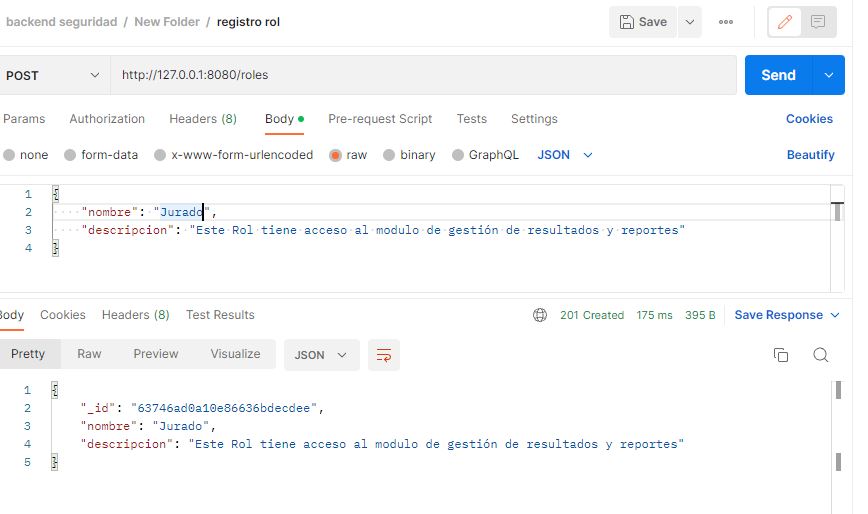 backend seguridad / New Folder / registro rol
Save
POST http://127.0.0.1:8080/roles Send
Params Authorization Headers (8) Body Pre-request Script Tests Settings Cookies
none form-data x-www-form-urlencoded raw binary GraphQL JSON Beautify
1 {
2 "nombre": "Jurado",
3 "descripcion": "Este Rol tiene acceso al modulo de gestión de resultados y reportes"
4 }
Body Cookies Headers (8) Test Results 201 Created 175 ms 395 B Save Response
Pretty Raw Preview Visualize JSON
1 {
2 "_id": "63746ad0a10e86636bdecdee",
3 "nombre": "Jurado",
4 "descripcion": "Este Rol tiene acceso al modulo de gestión de resultados y reportes"
5 }